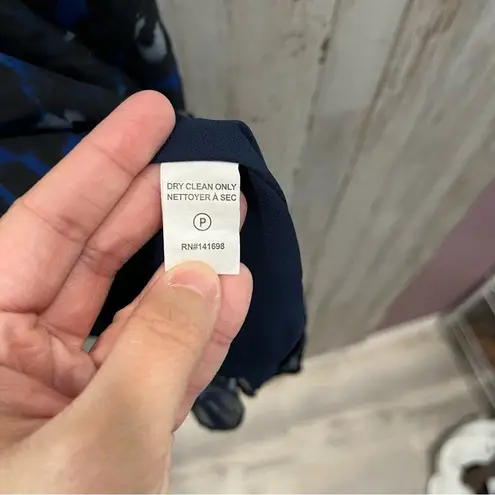 DRY CLEAN ONLY
NETTOYER À SEC
P
RN#141698